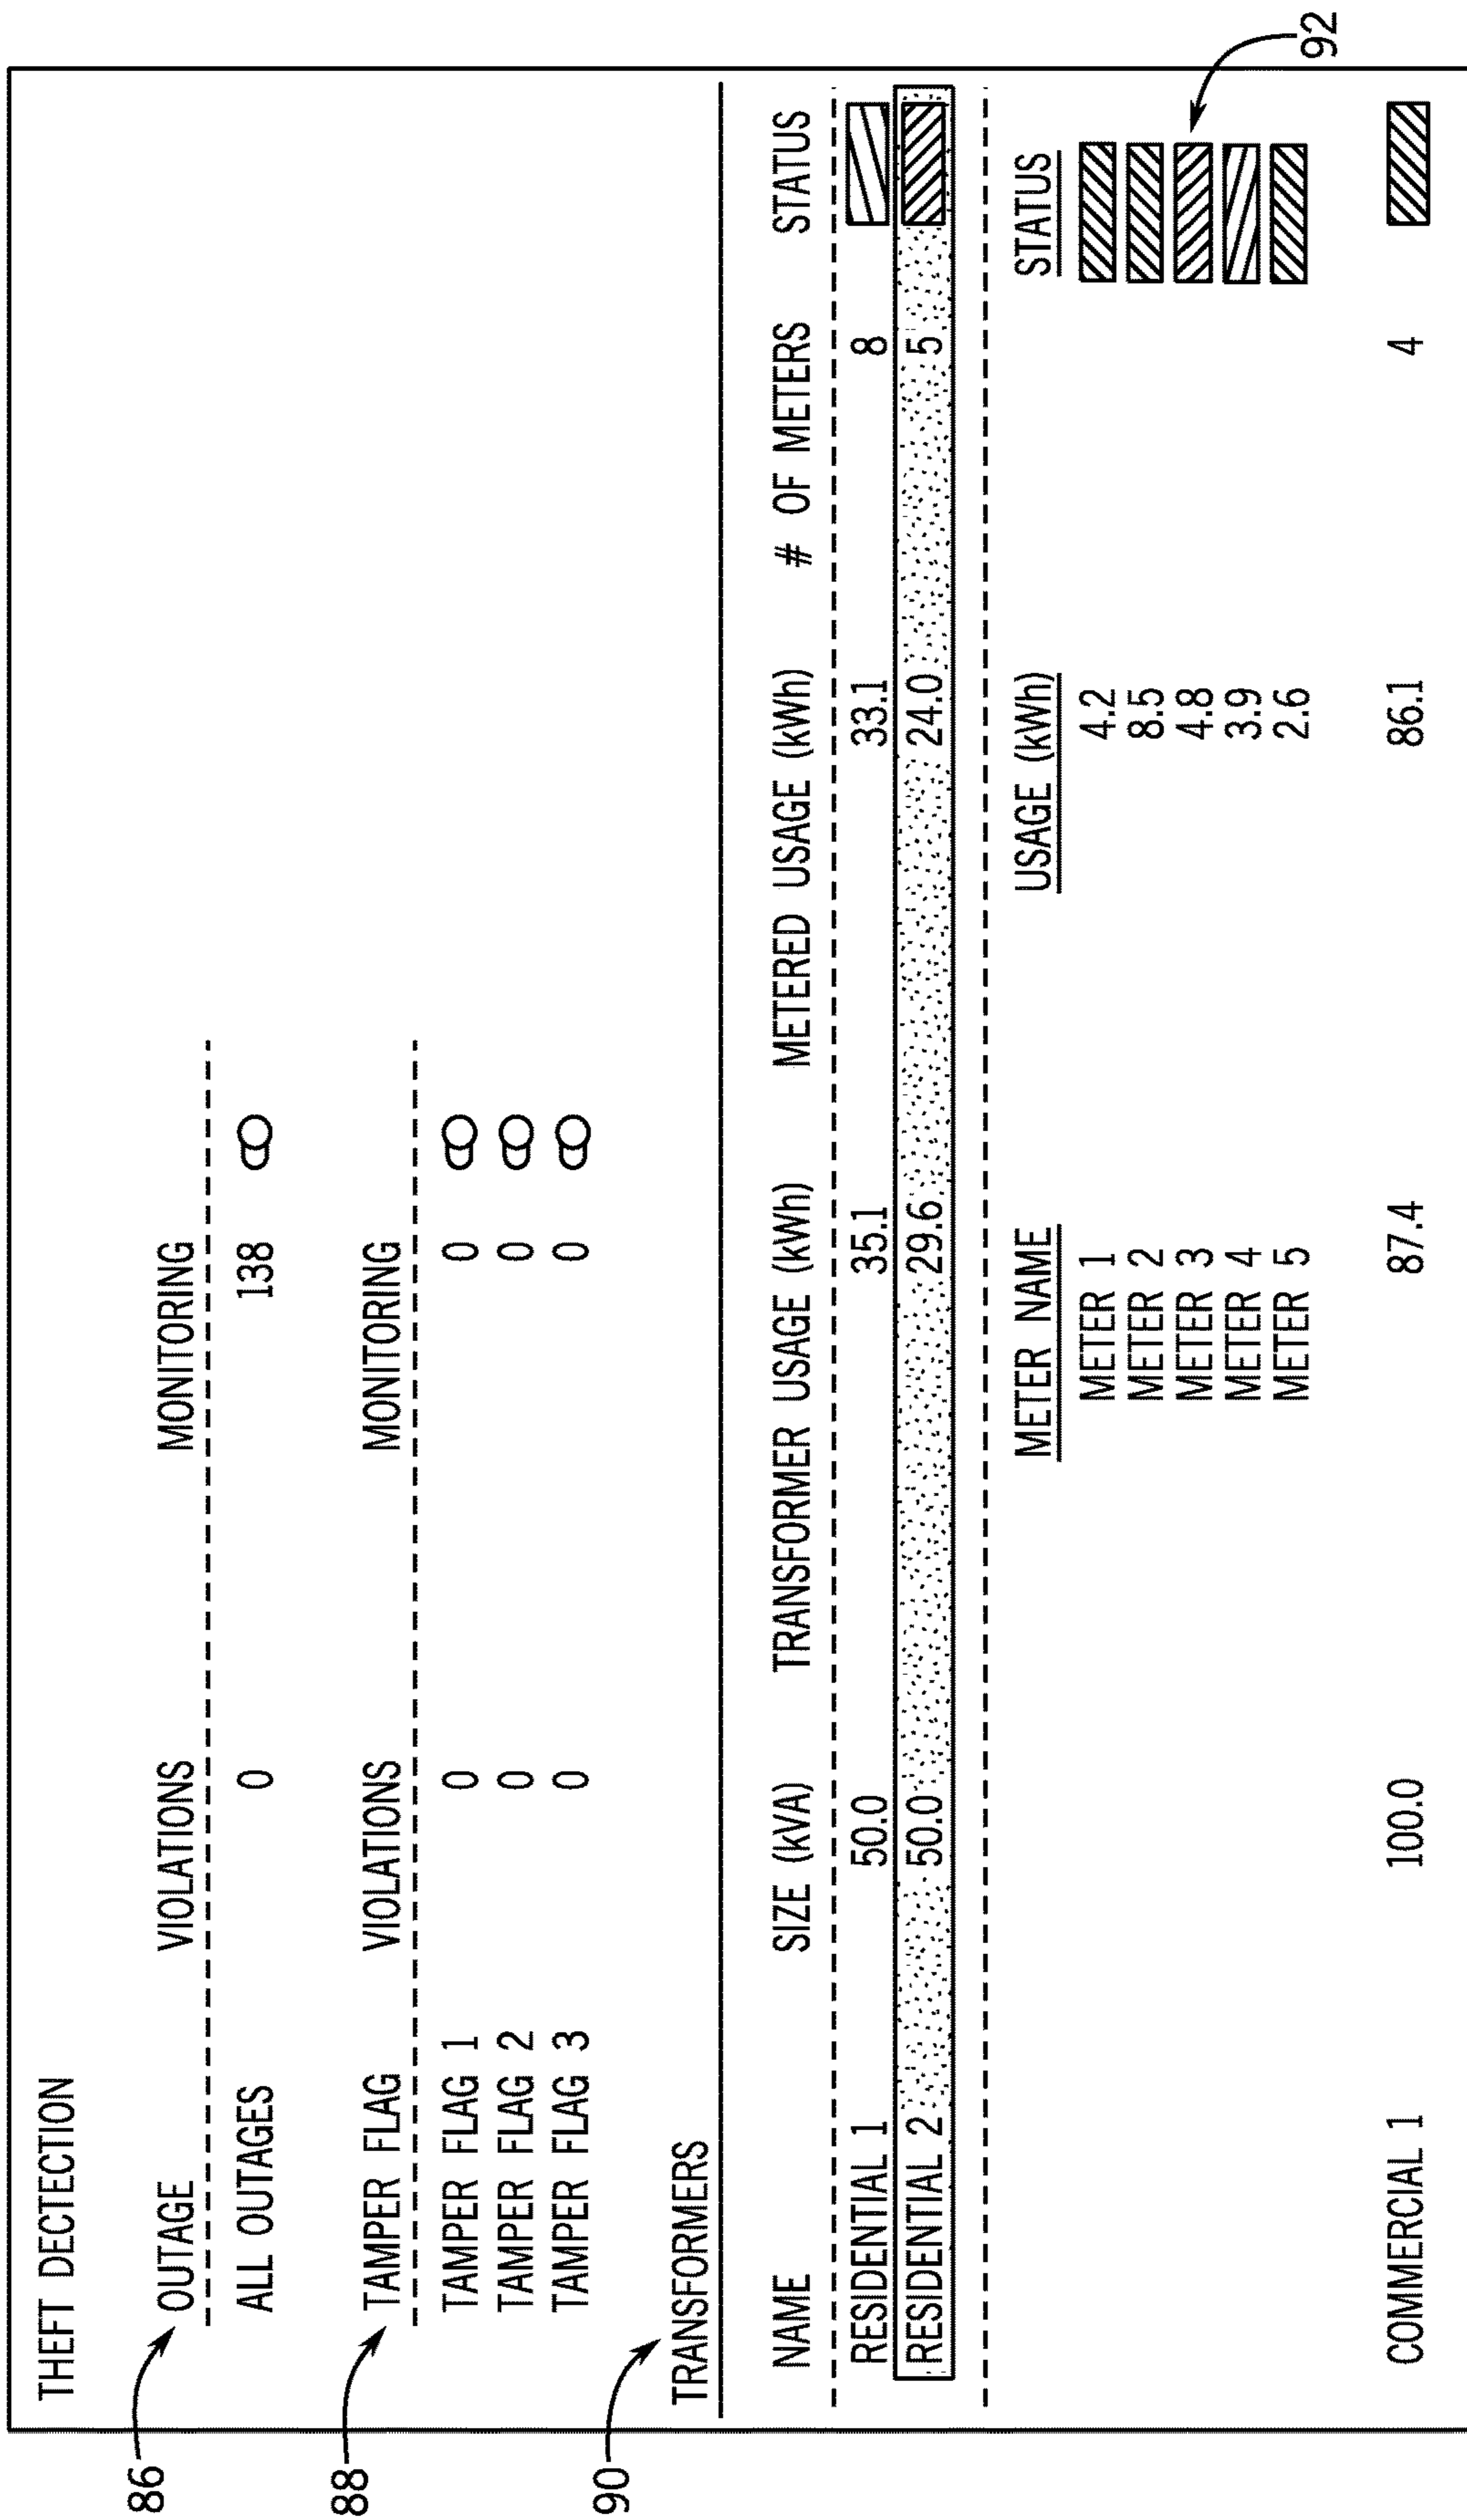 THEFT DECTECTION
86
OUTAGE VIOLATIONS MONITORING
ALL OUTAGES 0 138
88
TAMPER FLAG VIOLATIONS MONITORING
TAMPER FLAG 1 0 0
TAMPER FLAG 2 0 0
TAMPER FLAG 3 0 0
90
TRANSFORMERS
NAME SIZE (kVA) TRANSFORMER USAGE (kWh) METERED USAGE (kWh) # OF METERS STATUS
RESIDENTIAL 1 50.0 35.1 33.1 8
RESIDENTIAL 2 50.0 29.6 24.0 5
METER NAME USAGE (kWh) STATUS
METER 1 4.2
METER 2 8.5
METER 3 4.8
METER 4 3.9
METER 5 2.6
92
COMMERCIAL 1 100.0 87.4 86.1 4